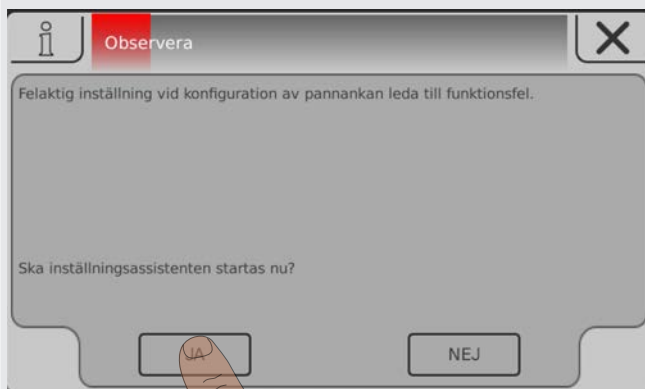 Observera
Felaktig inställning vid konfiguration av pannankan leda till funktionsfel.
Ska inställningsassistenten startas nu?
JA
NEJ